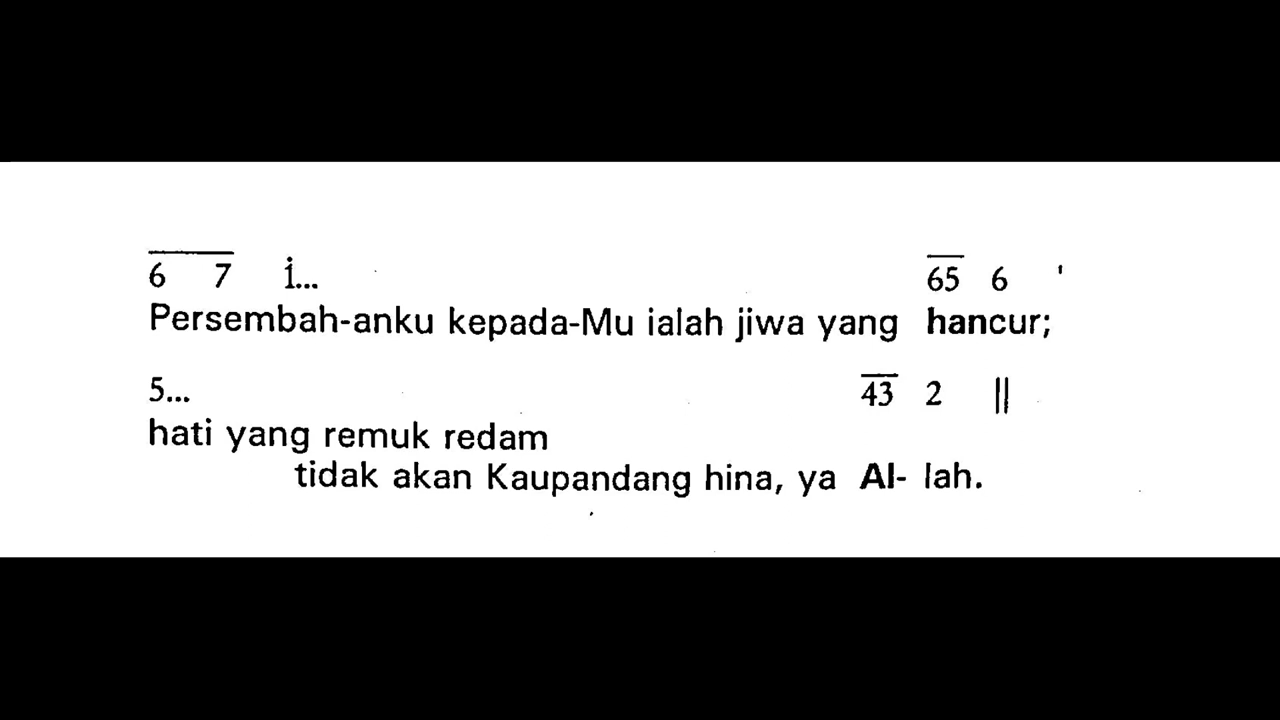 6 7 i...  65 6 '
Persembah-anku kepada-Mu ialah jiwa yang hancur;
5...  43 2 ||
hati yang remuk redam
tidak akan Kaupandang hina, ya Al- lah.